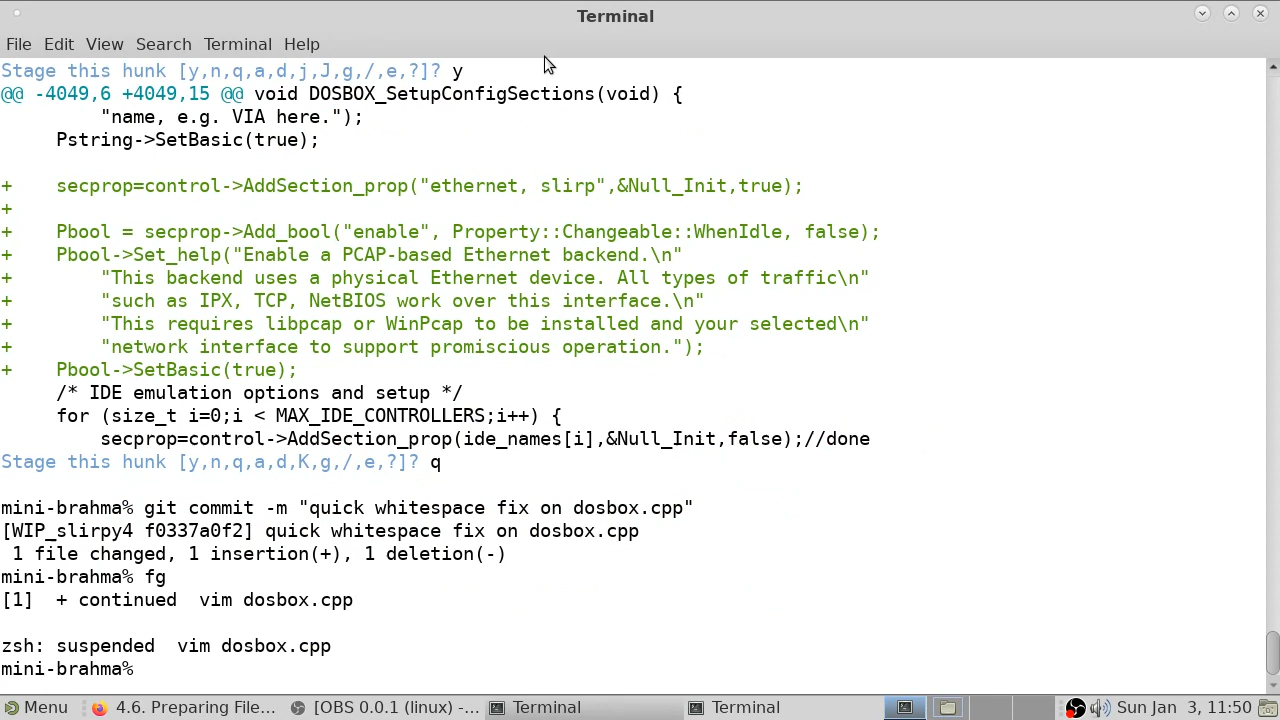 Terminal
File Edit View Search Terminal Help
Stage this hunk [y,n,q,a,d,j,J,g,/,e,?]? y
@@ -4049,6 +4049,15 @@ void DOSBOX_SetupConfigSections(void) {
"name, e.g. VIA here.");
Pstring->SetBasic(true);
+ secprop=control->AddSection_prop("ethernet, slirp",&Null_Init,true);
+
+ Pbool = secprop->Add_bool("enable", Property::Changeable::WhenIdle, false);
+ Pbool->Set_help("Enable a PCAP-based Ethernet backend.\n"
+ "This backend uses a physical Ethernet device. All types of traffic\n"
+ "such as IPX, TCP, NetBIOS work over this interface.\n"
+ "This requires libpcap or WinPcap to be installed and your selected\n"
+ "network interface to support promiscious operation.");
+ Pbool->SetBasic(true);
/* IDE emulation options and setup */
for (size_t i=0;i < MAX_IDE_CONTROLLERS;i++) {
secprop=control->AddSection_prop(ide_names[i],&Null_Init,false);//done
Stage this hunk [y,n,q,a,d,K,g,/,e,?]? q
mini-brahma% git commit -m "quick whitespace fix on dosbox.cpp"
[WIP_slirpy4 f0337a0f2] quick whitespace fix on dosbox.cpp
1 file changed, 1 insertion(+), 1 deletion(-)
mini-brahma% fg
[1] + continued vim dosbox.cpp
zsh: suspended vim dosbox.cpp
mini-brahma%
Menu 4.6. Preparing File... [OBS 0.0.1 (linux) -... Terminal Terminal Sun Jan 3, 11:50